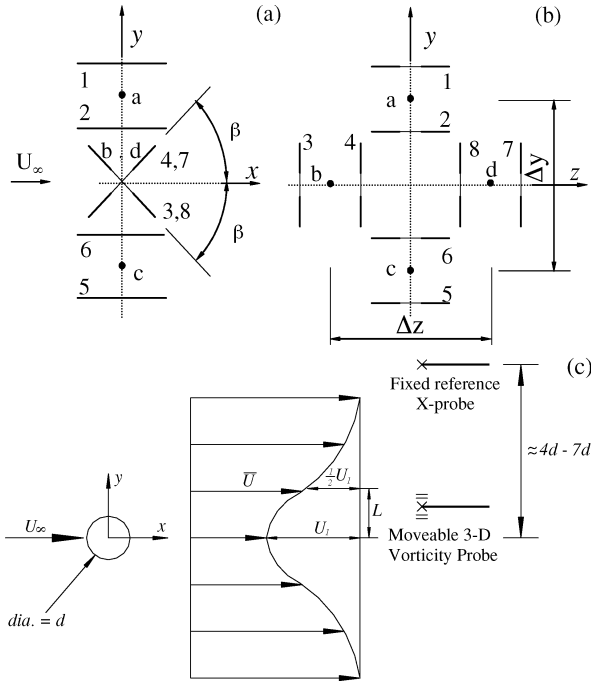 (a)
y
1
a
2
β
b
d
4,7
U∞
x
3,8
β
6
c
5
(b)
y
1
a
2
3
4
8
7
b
d
Δy
z
6
c
5
Δz
(c)
Fixed reference
X-probe
≈4d - 7d
y
U∞
x
dia. = d
U̅
½U₁
L
U₁
Moveable 3-D
Vorticity Probe